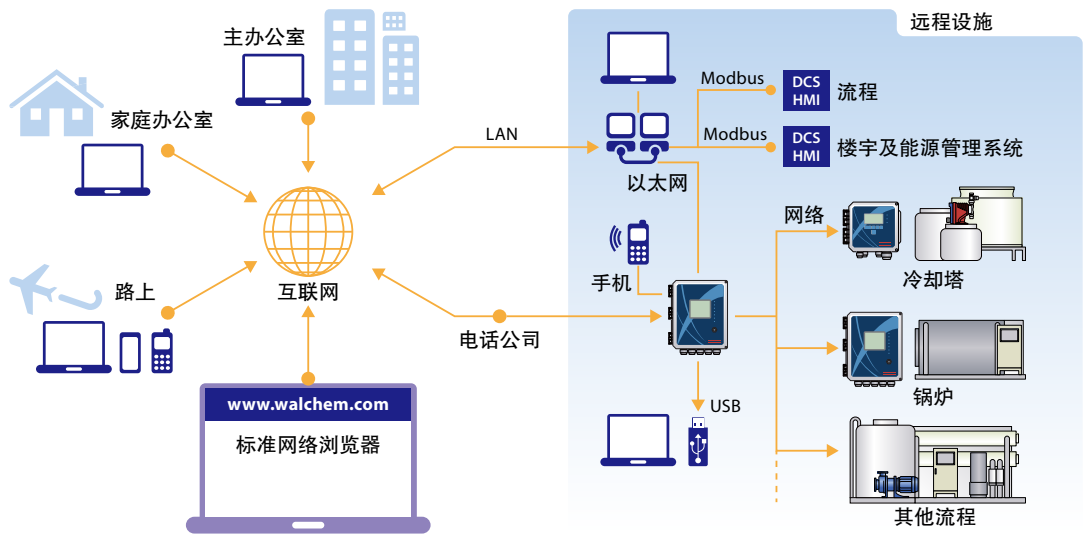 远程设施
主办公室
家庭办公室
路上
互联网
www.walchem.com
标准网络浏览器
LAN
电话公司
Modbus
DCS
HMI
流程
Modbus
DCS
HMI
楼宇及能源管理系统
以太网
手机
网络
冷却塔
锅炉
USB
其他流程